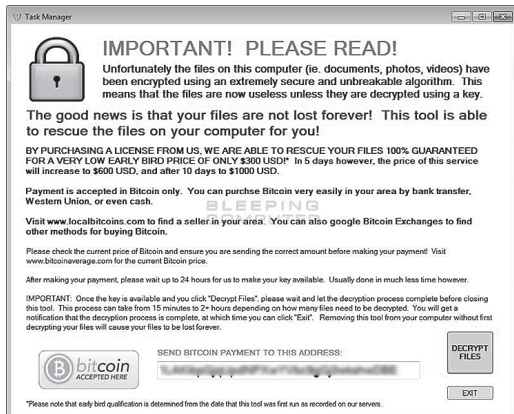 Task Manager
IMPORTANT! PLEASE READ!
Unfortunately the files on this computer (ie. documents, photos, videos) have
been encrypted using an extremely secure and unbreakable algorithm. This
means that the files are now useless unless they are decrypted using a key.
The good news is that your files are not lost forever! This tool is able
to rescue the files on your computer for you!
BY PURCHASING A LICENSE FROM US, WE ARE ABLE TO RESCUE YOUR FILES 100% GUARANTEED
FOR A VERY LOW EARLY BIRD PRICE OF ONLY $300 USD!* In 5 days however, the price of this service
will increase to $600 USD, and after 10 days to $1000 USD.
Payment is accepted in Bitcoin only. You can purchse Bitcoin very easily in your area by bank transfer,
Western Union, or even cash.
BLEEPING
COMPUTER
Visit www.localbitcoins.com to find a seller in your area. You can also google Bitcoin Exchanges to find
other methods for buying Bitcoin.
Please check the current price of Bitcoin and ensure you are sending the correct amount before making your payment! Visit
www.bitcoinaverage.com for the current Bitcoin price.
After making your payment, please wait up to 24 hours for us to make your key available. Usually done in much less time however.
IMPORTANT: Once the key is available and you click "Decrypt Files", please wait and let the decryption process complete before closing
this tool. This process can take from 15 minutes to 2+ hours depending on how many files need to be decrypted. You will get a
notification that the decryption process is complete, at which time you can click "Exit". Removing this tool from your computer without first
decrypting your files will cause your files to be lost forever.
DECRYPT
FILES
bitcoin
ACCEPTED HERE
SEND BITCOIN PAYMENT TO THIS ADDRESS:
EXIT
*Please note that early bird qualification is determined from the date that this tool was first run as recorded on our servers.